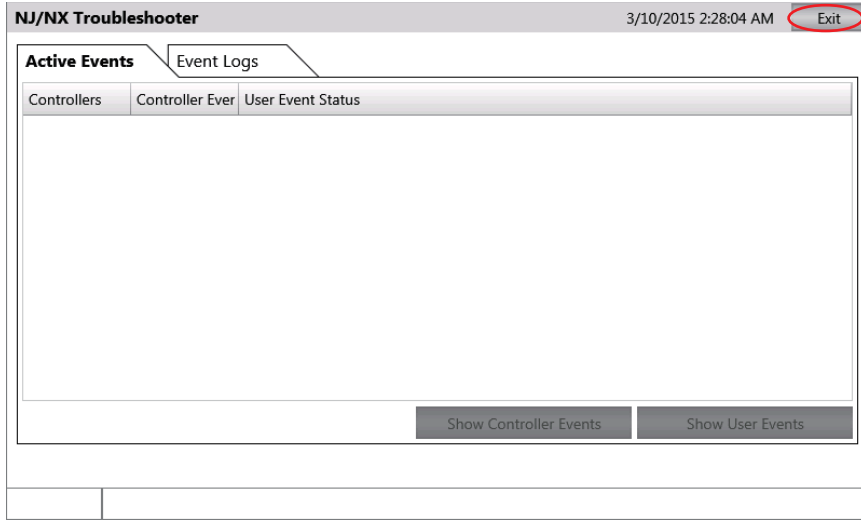 NJ/NX Troubleshooter 3/10/2015 2:28:04 AM Exit
Active Events Event Logs
Controllers Controller Ever User Event Status
Show Controller Events Show User Events